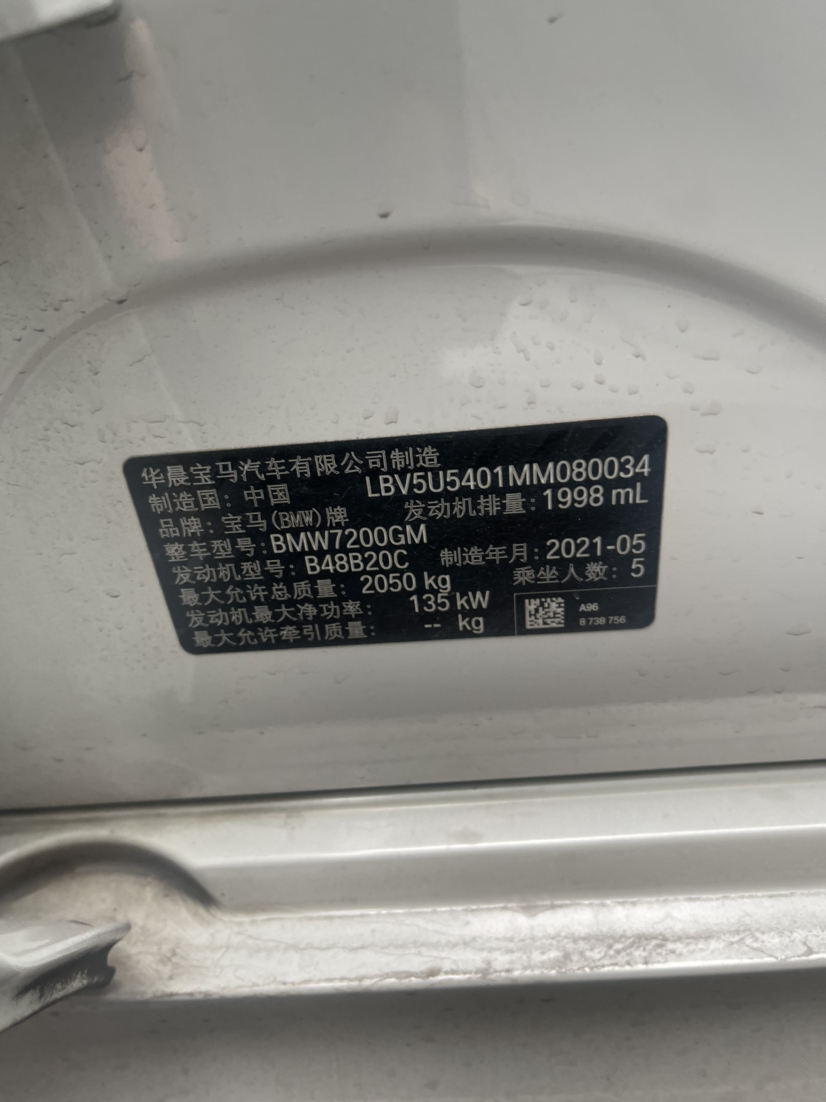 华晨宝马汽车有限公司制造
制造国：中国 LBV5U5401MM080034
品牌：宝马(BMW)牌 发动机排量：1998 mL
整车型号：BMW7200GM
发动机型号：B48B20C 制造年月：2021-05
最大允许总质量：2050 kg 乘坐人数：5
发动机最大净功率：135 kW
最大允许牵引质量：-- kg
A96
8 738 756